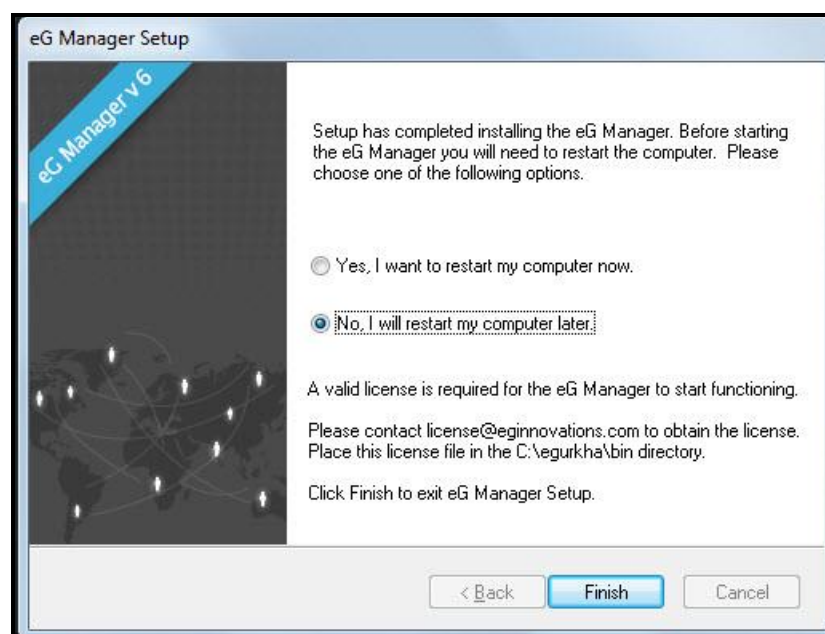 eG Manager Setup
eG Manager v 6
Setup has completed installing the eG Manager. Before starting
the eG Manager you will need to restart the computer. Please
choose one of the following options.
Yes, I want to restart my computer now.
No, I will restart my computer later.
A valid license is required for the eG Manager to start functioning.
Please contact license@eginnovations.com to obtain the license.
Place this license file in the C:\egurkha\bin directory.
Click Finish to exit eG Manager Setup.
< Back
Finish
Cancel